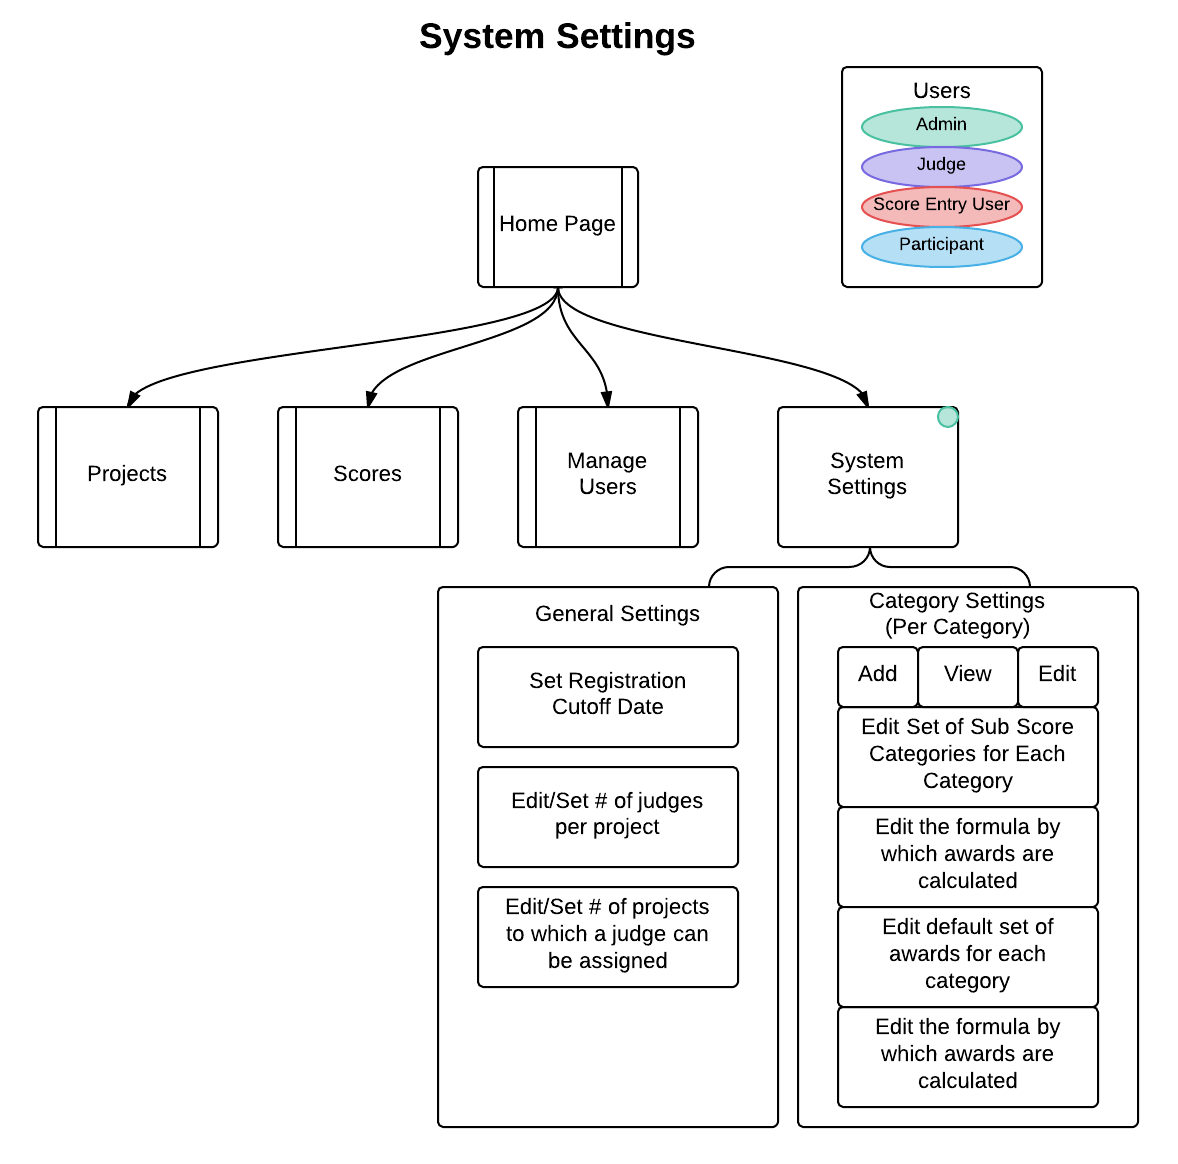 System Settings
Users
Admin
Judge
Score Entry User
Participant
Home Page
Projects
Scores
Manage
Users
System
Settings
General Settings
Set Registration
Cutoff Date
Edit/Set # of judges
per project
Edit/Set # of projects
to which a judge can
be assigned
Category Settings
(Per Category)
Add
View
Edit
Edit Set of Sub Score
Categories for Each
Category
Edit the formula by
which awards are
calculated
Edit default set of
awards for each
category
Edit the formula by
which awards are
calculated